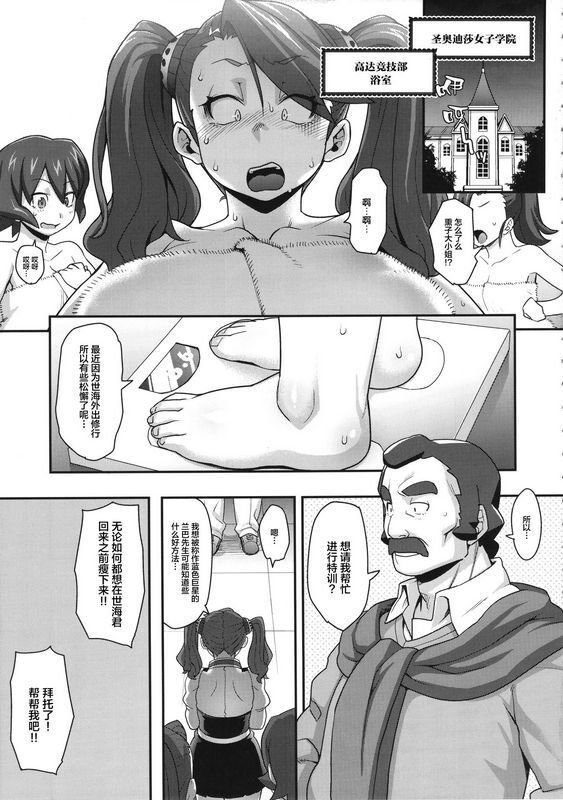 圣奥迪莎女子学院
高达竞技部
浴室
怎么了么
熏子大小姐
!?
啊…
啊…
哎呀
哎呀…
最近因为世海外出修行
所以有些松懈了呢…
所以…
想请我帮忙
进行特训?
嗯…
我想被称作蓝色巨星的
兰巴先生可能知道些
什么好方法…
无论如何都想在世海君
回来之前瘦下来!!
拜托了!
帮帮我吧!!